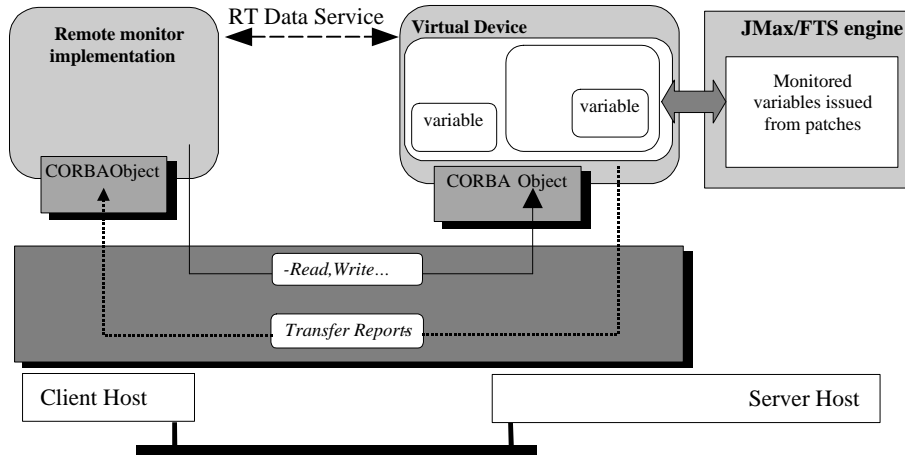 RT Data Service
Remote monitor
implementation
Virtual Device
JMax/FTS engine
Monitored
variables issued
from patches
variable
variable
CORBAObject
CORBA Object
-Read,Write…
Transfer Reports-
Client Host
Server Host